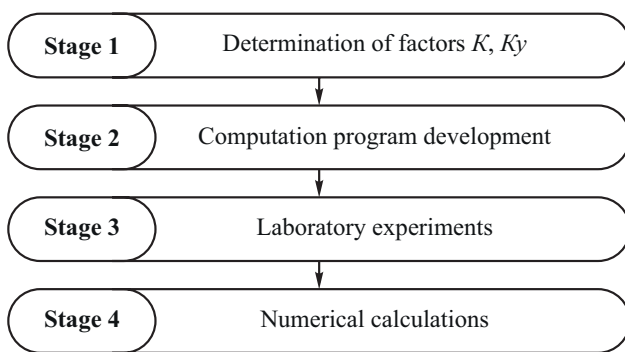 Stage 1 Determination of factors K, Ky
Stage 2 Computation program development
Stage 3 Laboratory experiments
Stage 4 Numerical calculations